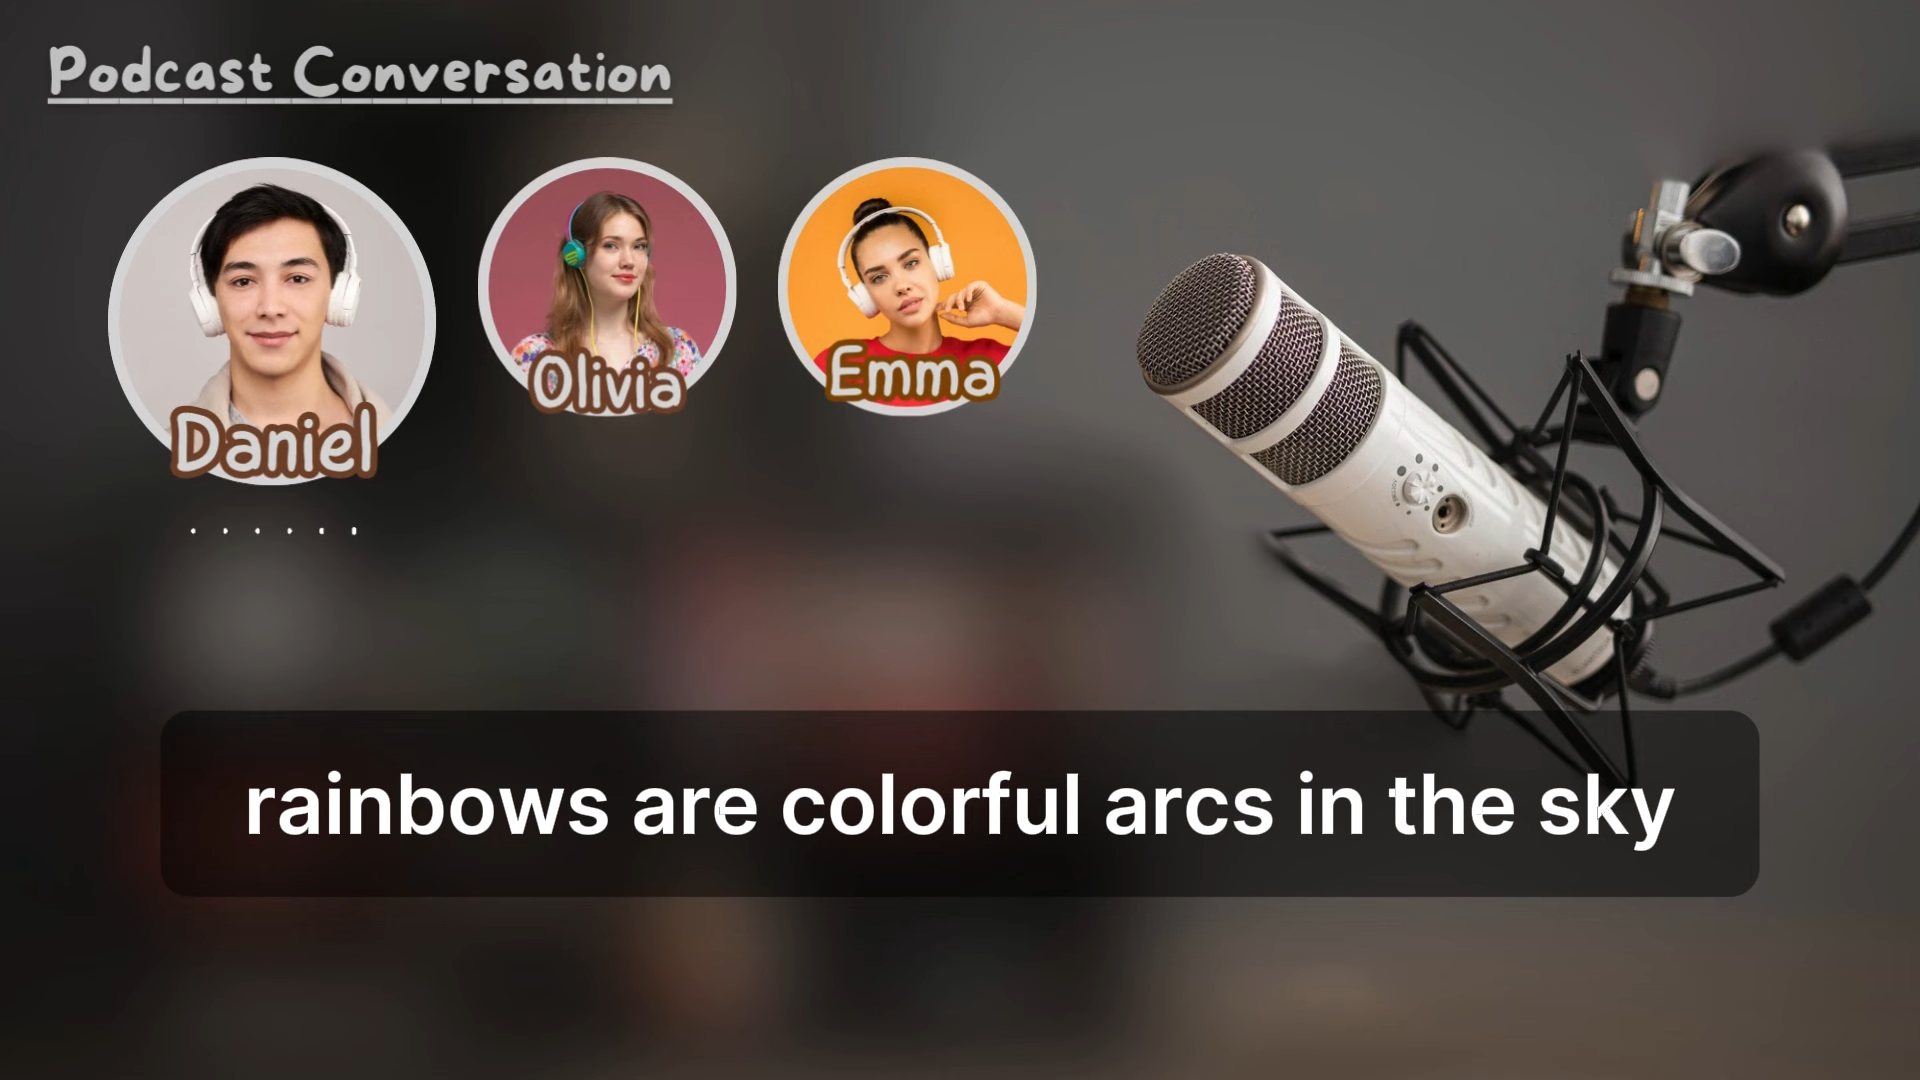 Podcast Conversation
Daniel
Olivia
Emma
rainbows are colorful arcs in the sky